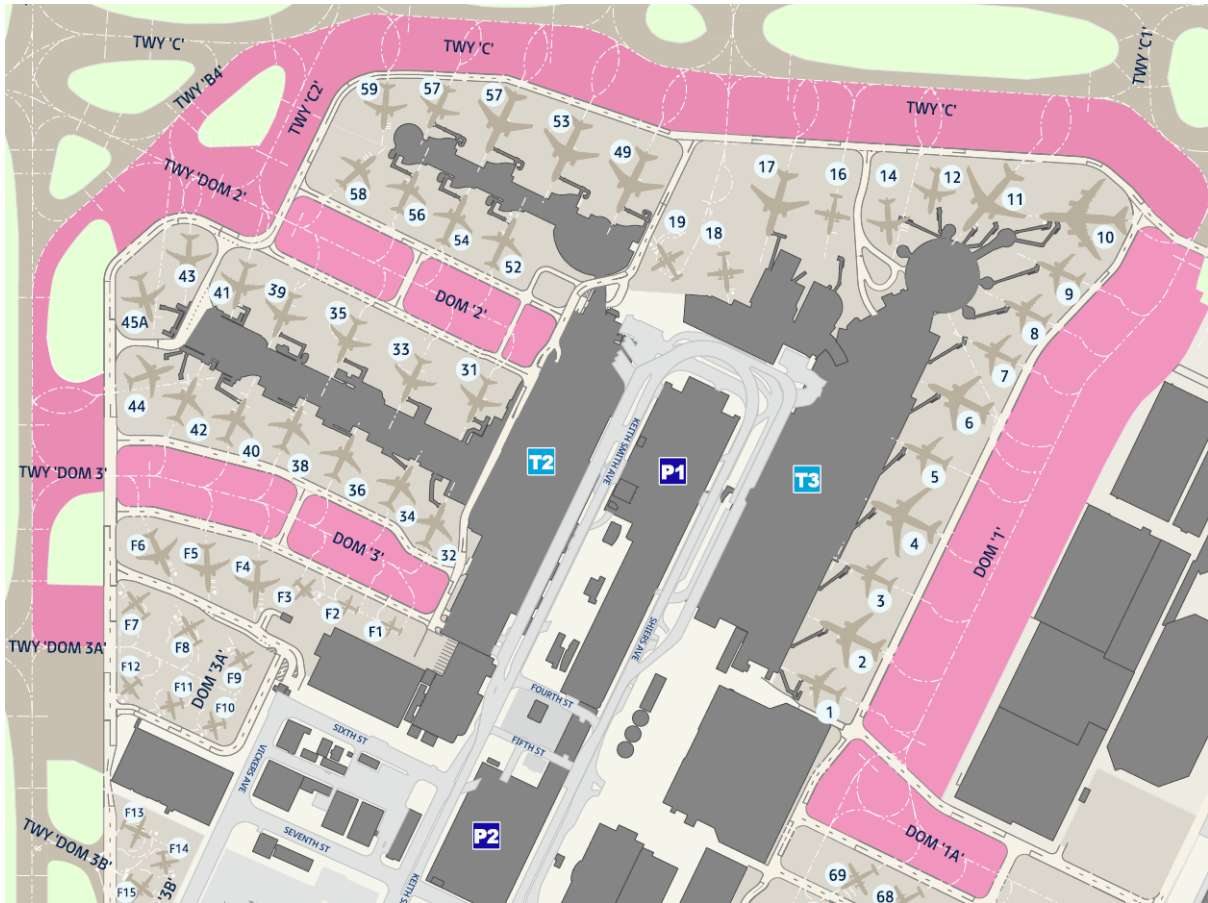 TWY 'C'
TWY 'C'
TWY 'C1'
TWY 'B4'
TWY 'C2'
TWY 'C'
59
57
57
53
49
17
16
14
12
11
10
TWY 'DOM 2'
58
56
54
52
19
18
9
8
7
6
5
4
3
2
1
43
45A
41
39
35
33
31
DOM '2'
44
42
40
38
36
34
32
T2
P1
T3
KEITH SMITH AVE
SHIERS AVE
TWY 'DOM 3'
DOM '3'
DOM '1'
F6
F5
F4
F3
F2
F1
F7
F8
F9
F10
F11
F12
TWY 'DOM 3A'
DOM '3A'
FOURTH ST
FIFTH ST
SIXTH ST
VICKERS AVE
SEVENTH ST
P2
DOM '1A'
TWY 'DOM 3B'
F13
F14
F15
'3B'
KEITH S
69
68